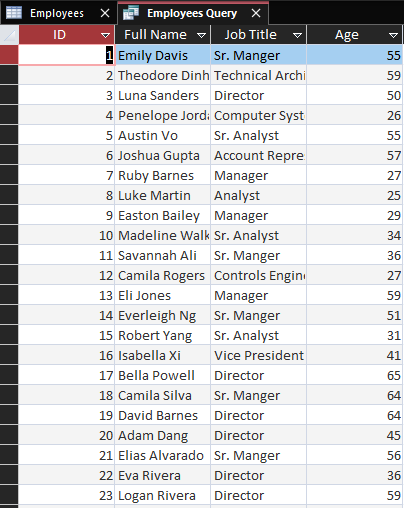 Employees Employees Query
ID Full Name Job Title Age
1 Emily Davis Sr. Manger 55
2 Theodore Dinh Technical Archi 59
3 Luna Sanders Director 50
4 Penelope Jorda Computer Syst 26
5 Austin Vo Sr. Analyst 55
6 Joshua Gupta Account Repre 57
7 Ruby Barnes Manager 27
8 Luke Martin Analyst 25
9 Easton Bailey Manager 29
10 Madeline Walk Sr. Analyst 34
11 Savannah Ali Sr. Manger 36
12 Camila Rogers Controls Engine 27
13 Eli Jones Manager 59
14 Everleigh Ng Sr. Manger 51
15 Robert Yang Sr. Analyst 31
16 Isabella Xi Vice President 41
17 Bella Powell Director 65
18 Camila Silva Sr. Manger 64
19 David Barnes Director 64
20 Adam Dang Director 45
21 Elias Alvarado Sr. Manger 56
22 Eva Rivera Director 36
23 Logan Rivera Director 59